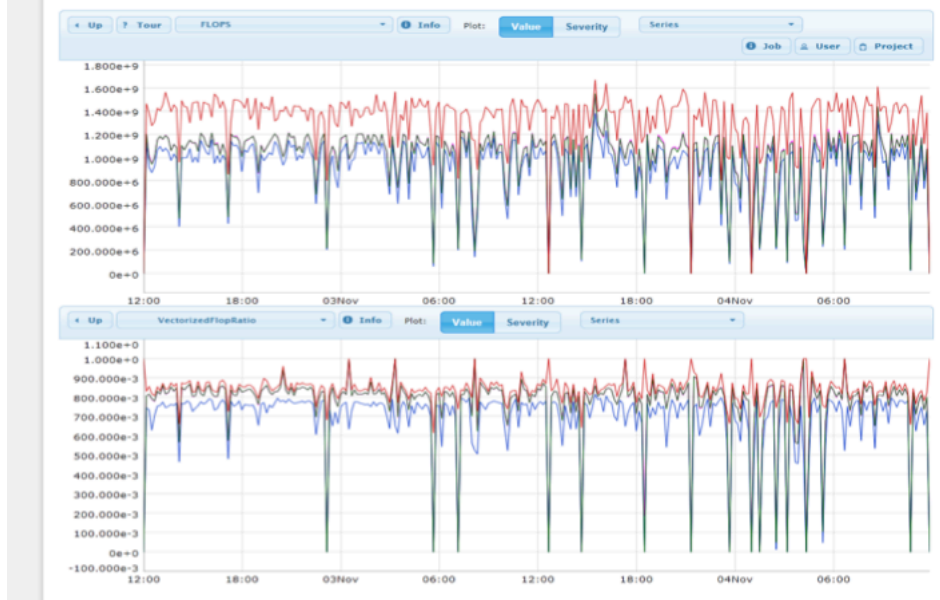 Up ? Tour FLOPS Info Plot: Value Severity Series
Job User Project
1.800e+9
1.600e+9
1.400e+9
1.200e+9
1.000e+9
800.000e+6
600.000e+6
400.000e+6
200.000e+6
0e+0
12:00 18:00 03Nov 06:00 12:00 18:00 04Nov 06:00
Up VectorizedFlopRatio Info Plot: Value Severity Series
1.100e+0
1.000e+0
900.000e-3
800.000e-3
700.000e-3
600.000e-3
500.000e-3
400.000e-3
300.000e-3
200.000e-3
100.000e-3
0e+0
-100.000e-3
12:00 18:00 03Nov 06:00 12:00 18:00 04Nov 06:00